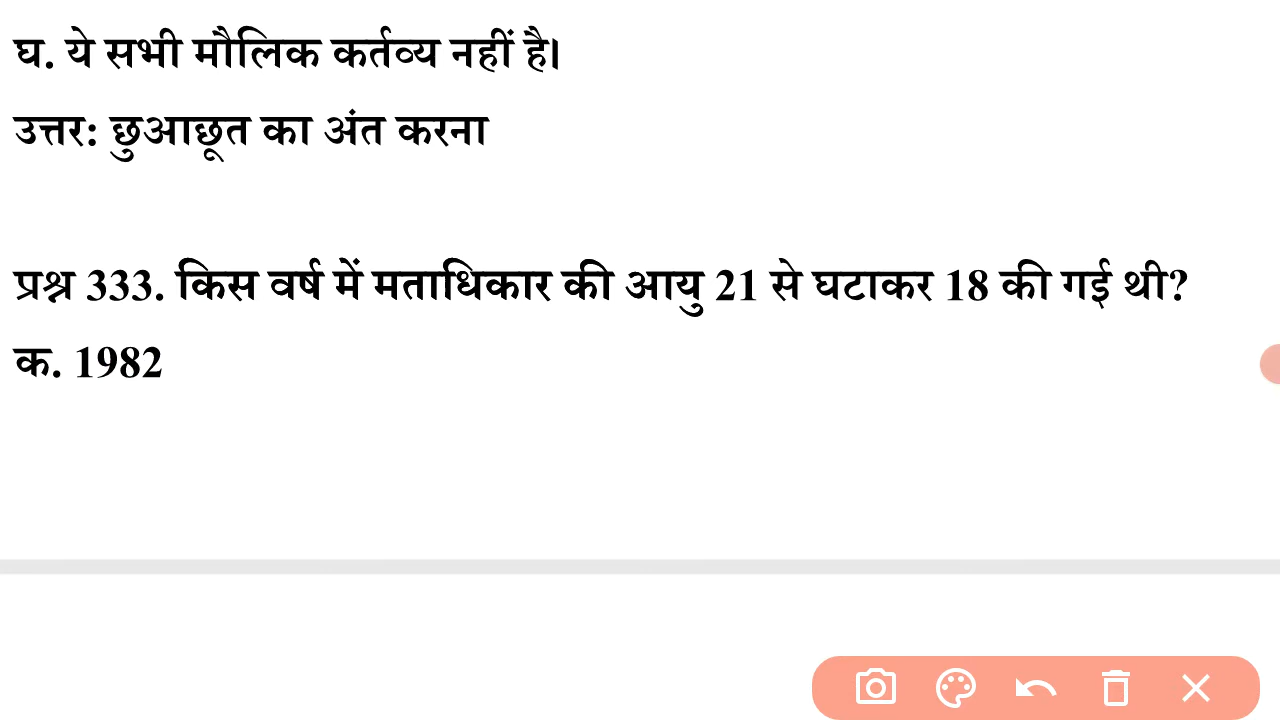 घ. ये सभी मौलिक कर्तव्य नहीं है।
उत्तर: छुआछूत का अंत करना
प्रश्न 333. किस वर्ष में मताधिकार की आयु 21 से घटाकर 18 की गई थी?
क. 1982